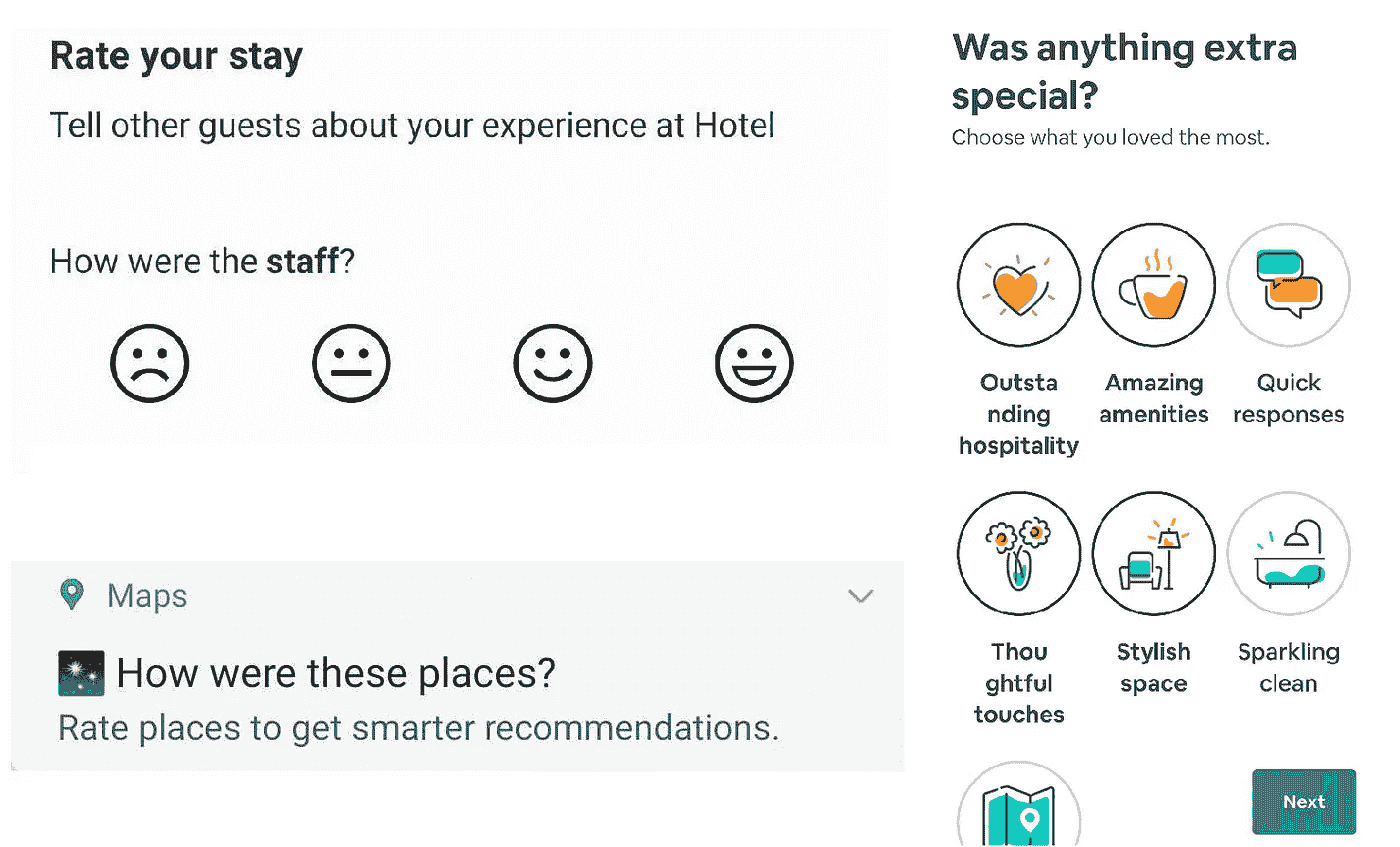 Rate your stay
Tell other guests about your experience at Hotel
How were the staff?
Maps
How were these places?
Rate places to get smarter recommendations.
Was anything extra
special?
Choose what you loved the most.
Outsta
nding
hospitality
Amazing
amenities
Quick
responses
Thou
ghtful
touches
Stylish
space
Sparkling
clean
Next